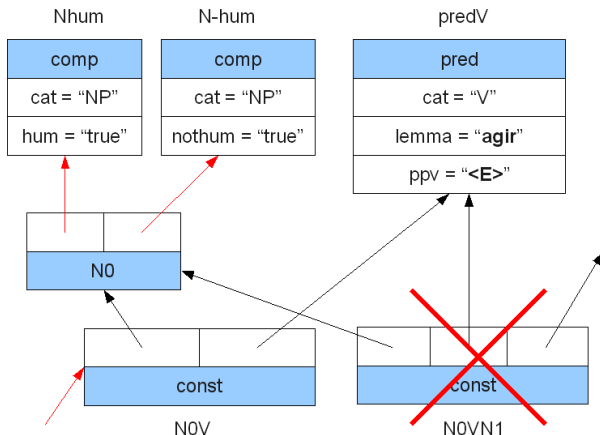 Nhum
N-hum
predV
comp
comp
pred
cat = “NP”
cat = “NP”
cat = “V”
hum = “true”
nothum = “true”
lemma = “agir”
ppv = “<E>”
N0
const
const
N0V
N0VN1